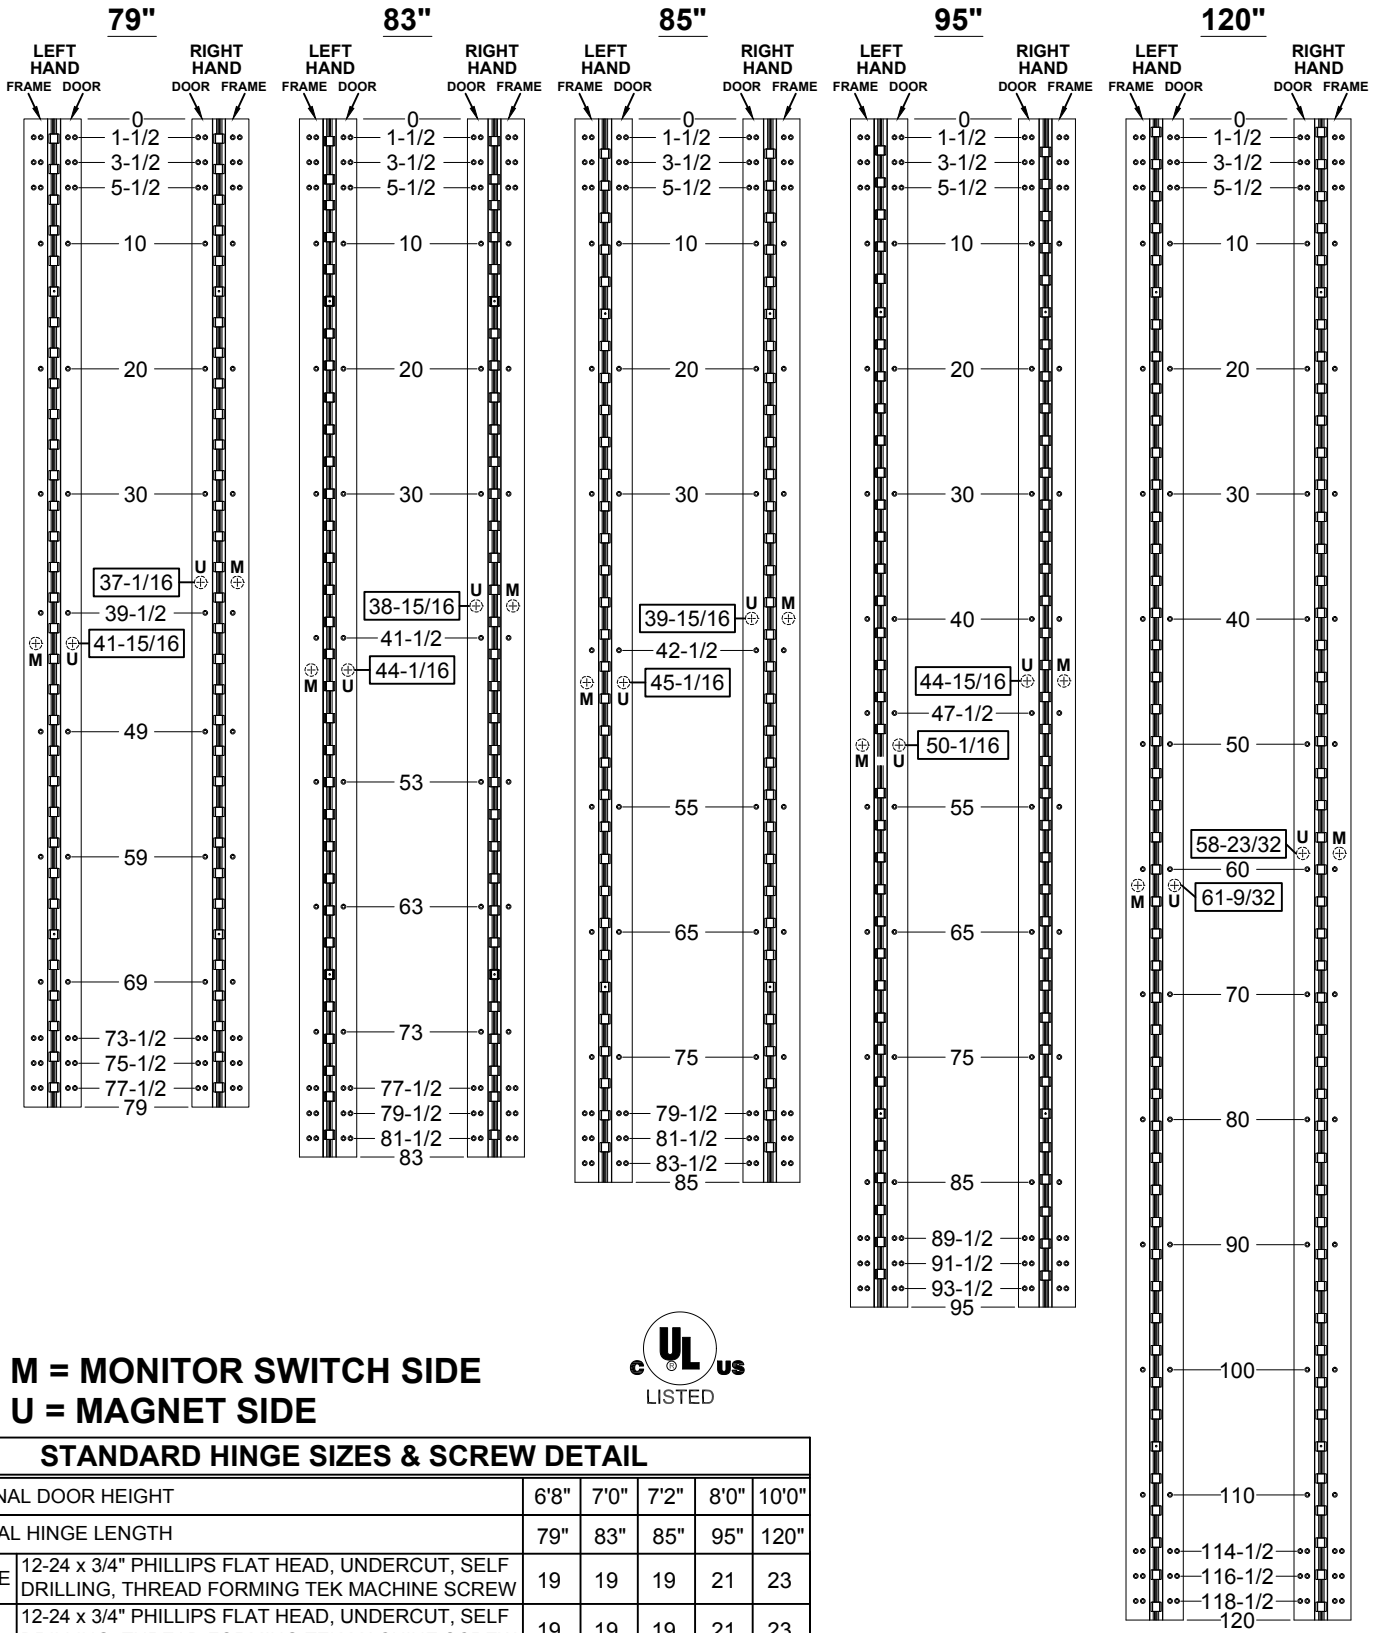 79"
83"
85"
95"
120"
LEFT HAND
RIGHT HAND
LEFT HAND
RIGHT HAND
LEFT HAND
RIGHT HAND
LEFT HAND
RIGHT HAND
LEFT HAND
RIGHT HAND
FRAME DOOR
DOOR FRAME
FRAME DOOR
DOOR FRAME
FRAME DOOR
DOOR FRAME
FRAME DOOR
DOOR FRAME
FRAME DOOR
DOOR FRAME
0
1-1/2
3-1/2
5-1/2
10
20
30
U M
37-1/16
39-1/2
41-15/16
M U
49
59
69
73-1/2
75-1/2
77-1/2
79
0
1-1/2
3-1/2
5-1/2
10
20
30
U M
38-15/16
41-1/2
44-1/16
M U
53
63
73
77-1/2
79-1/2
81-1/2
83
0
1-1/2
3-1/2
5-1/2
10
20
30
U M
39-15/16
42-1/2
45-1/16
M U
55
65
75
79-1/2
81-1/2
83-1/2
85
0
1-1/2
3-1/2
5-1/2
10
20
30
40
U M
44-15/16
47-1/2
50-1/16
M U
55
65
75
85
89-1/2
91-1/2
93-1/2
95
0
1-1/2
3-1/2
5-1/2
10
20
30
40
50
U M
58-23/32
60
61-9/32
M U
70
80
90
100
110
114-1/2
116-1/2
118-1/2
120
M = MONITOR SWITCH SIDE
U = MAGNET SIDE
C UL ® US
LISTED
STANDARD HINGE SIZES & SCREW DETAIL
NAL DOOR HEIGHT 6'8" 7'0" 7'2" 8'0" 10'0"
AL HINGE LENGTH 79" 83" 85" 95" 120"
E 12-24 x 3/4" PHILLIPS FLAT HEAD, UNDERCUT, SELF
DRILLING, THREAD FORMING TEK MACHINE SCREW 19 19 19 21 23
12-24 x 3/4" PHILLIPS FLAT HEAD, UNDERCUT, SELF
19 19 19 21 23